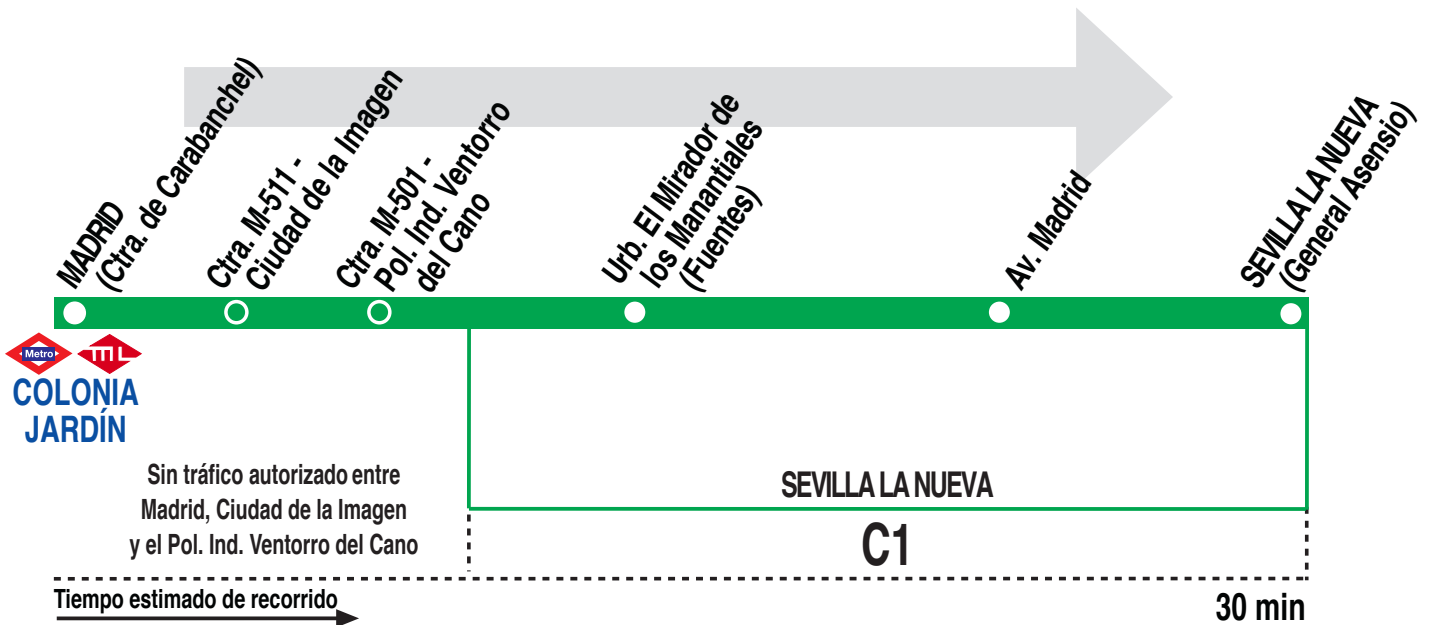 MADRID
(Ctra. de Carabanchel)
Ctra. M-511 -
Ciudad de la Imagen
Ctra. M-501 -
Pol. Ind. Ventorro
del Cano
Urb. El Mirador de
los Manantiales
(Fuentes)
Av. Madrid
SEVILLA LA NUEVA
(General Asensio)
Metro
ML
COLONIA
JARDÍN
Sin tráfico autorizado entre
Madrid, Ciudad de la Imagen
y el Pol. Ind. Ventorro del Cano
SEVILLA LA NUEVA
C1
Tiempo estimado de recorrido
30 min